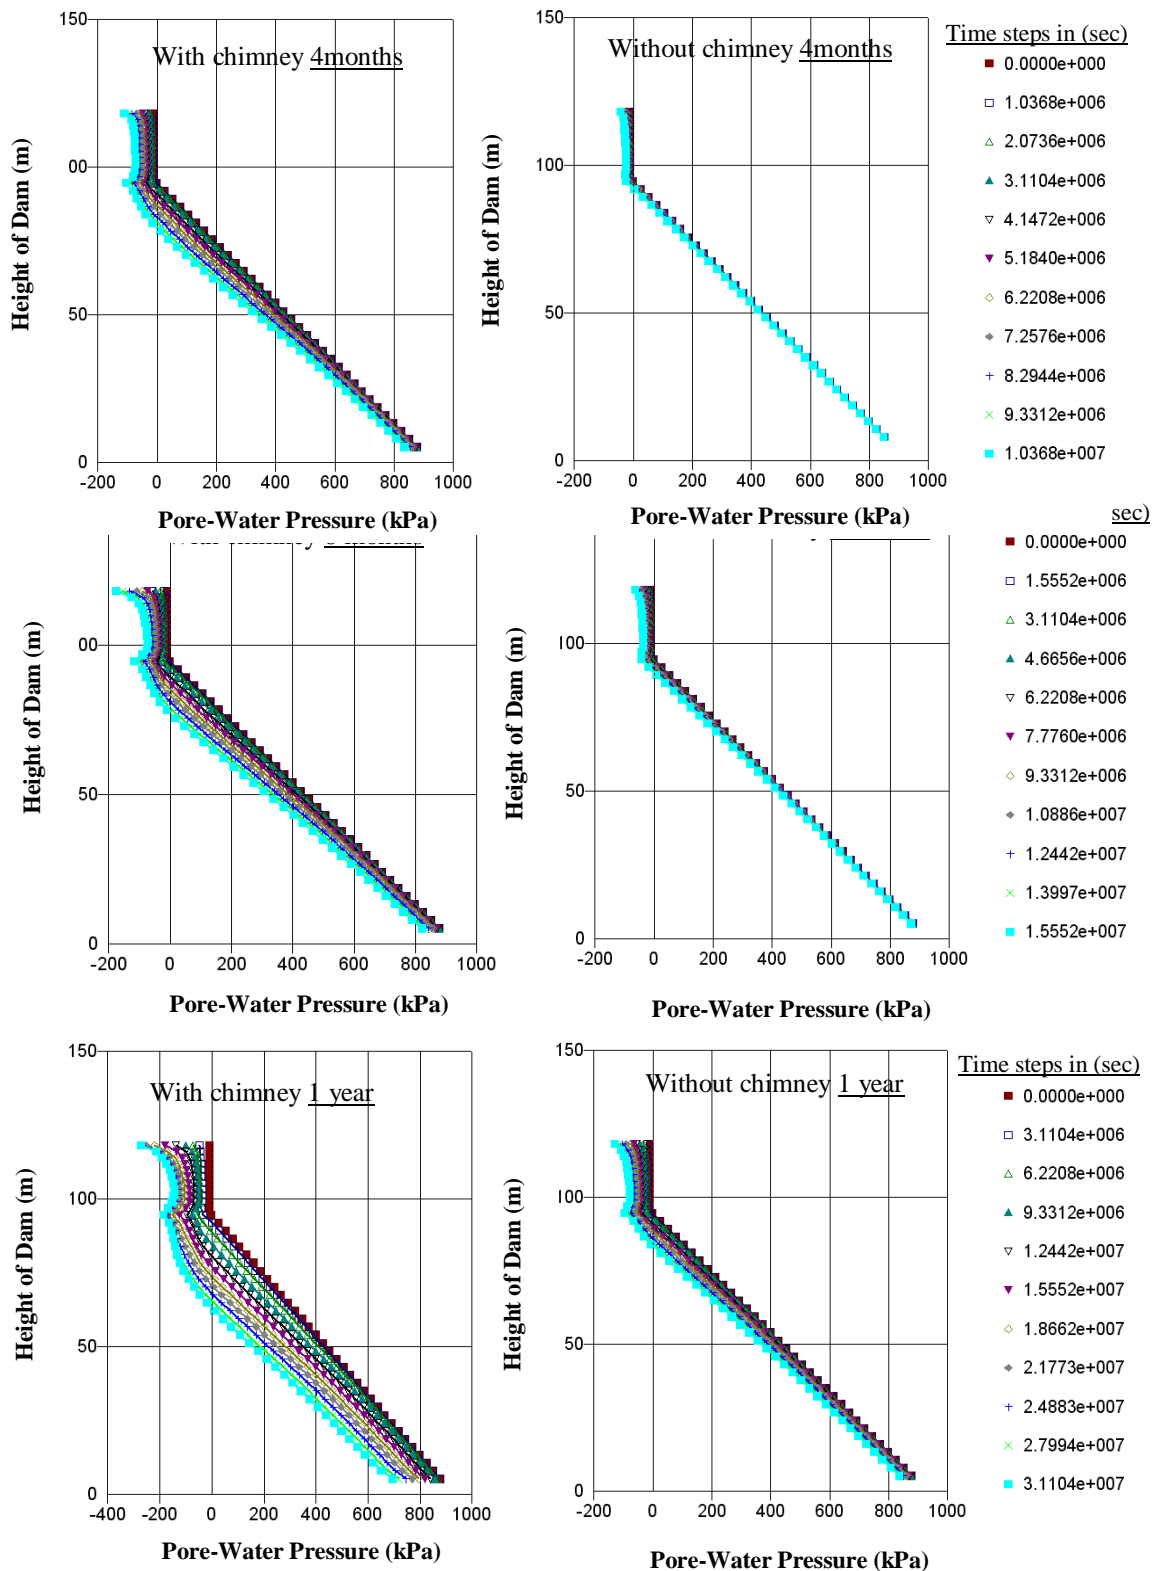 With chimney 4months
150
00
50
0
-200 0 200 400 600 800 1000
Height of Dam (m)
Pore-Water Pressure (kPa)
Without chimney 4months
150
100
50
0
-200 0 200 400 600 800 1000
Height of Dam (m)
Pore-Water Pressure (kPa)
Time steps in (sec)
0.0000e+000
1.0368e+006
2.0736e+006
3.1104e+006
4.1472e+006
5.1840e+006
6.2208e+006
7.2576e+006
8.2944e+006
9.3312e+006
1.0368e+007
00
50
0
-200 0 200 400 600 800 1000
Height of Dam (m)
Pore-Water Pressure (kPa)
100
50
0
-200 0 200 400 600 800 1000
Height of Dam (m)
Pore-Water Pressure (kPa)
sec)
0.0000e+000
1.5552e+006
3.1104e+006
4.6656e+006
6.2208e+006
7.7760e+006
9.3312e+006
1.0886e+007
1.2442e+007
1.3997e+007
1.5552e+007
With chimney 1 year
150
100
50
0
-400 -200 0 200 400 600 800 1000
Height of Dam (m)
Pore-Water Pressure (kPa)
Without chimney 1 year
150
100
50
0
-200 0 200 400 600 800 1000
Height of Dam (m)
Pore-Water Pressure (kPa)
Time steps in (sec)
0.0000e+000
3.1104e+006
6.2208e+006
9.3312e+006
1.2442e+007
1.5552e+007
1.8662e+007
2.1773e+007
2.4883e+007
2.7994e+007
3.1104e+007